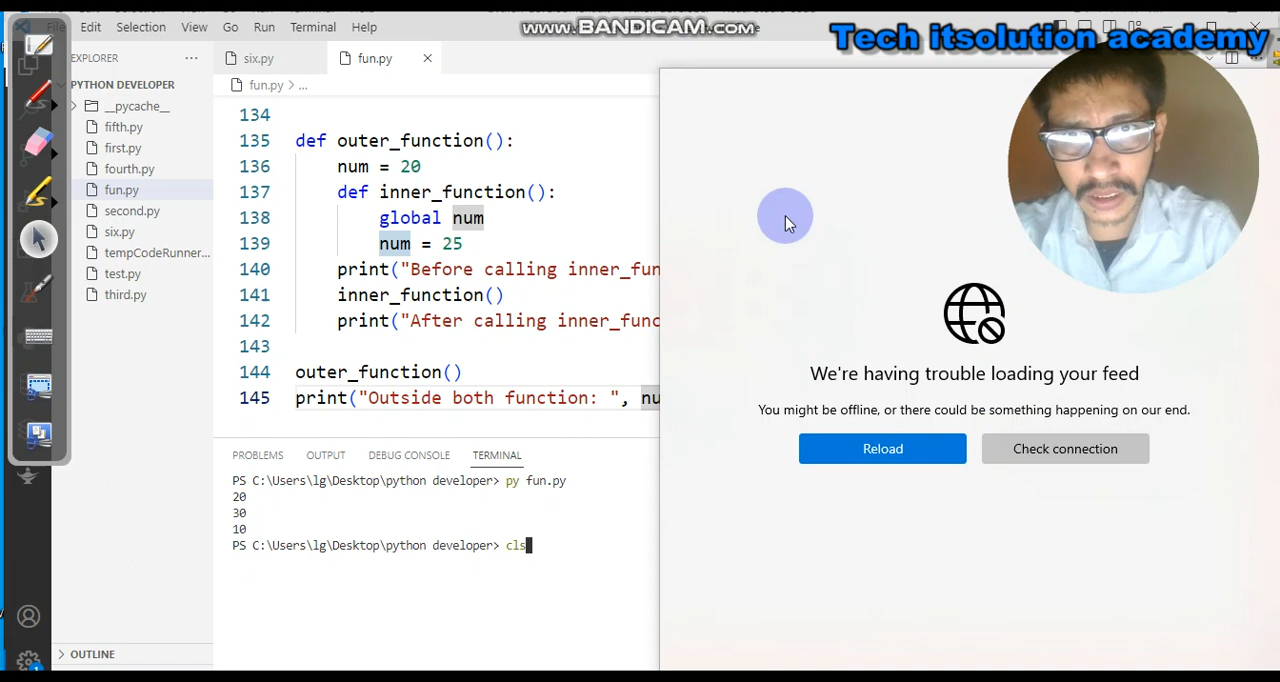 File Edit Selection View Go Run Terminal Help
www.BANDICAM.com
Tech itsolution academy
EXPLORER
PYTHON DEVELOPER
__pycache__
fifth.py
first.py
fourth.py
fun.py
second.py
six.py
tempCodeRunner...
test.py
third.py
OUTLINE
six.py
fun.py
fun.py > ...
134
135 def outer_function():
136 num = 20
137 def inner_function():
138 global num
139 num = 25
140 print("Before calling inner_fun
141 inner_function()
142 print("After calling inner_func
143
144 outer_function()
145 print("Outside both function: ", nu
PROBLEMS OUTPUT DEBUG CONSOLE TERMINAL
PS C:\Users\lg\Desktop\python developer> py fun.py
20
30
10
PS C:\Users\lg\Desktop\python developer> cls
We're having trouble loading your feed
You might be offline, or there could be something happening on our end.
Reload
Check connection